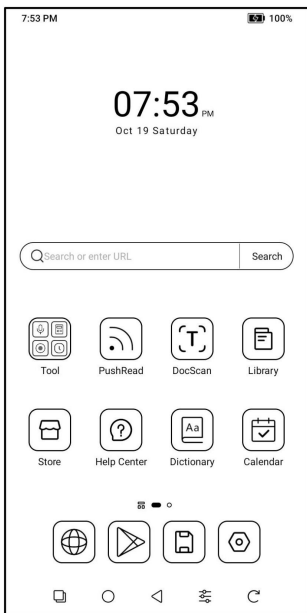 7:53 PM 100%
07:53 PM
Oct 19 Saturday
Search or enter URL Search
Tool PushRead DocScan Library
Aa
Store Help Center Dictionary Calendar